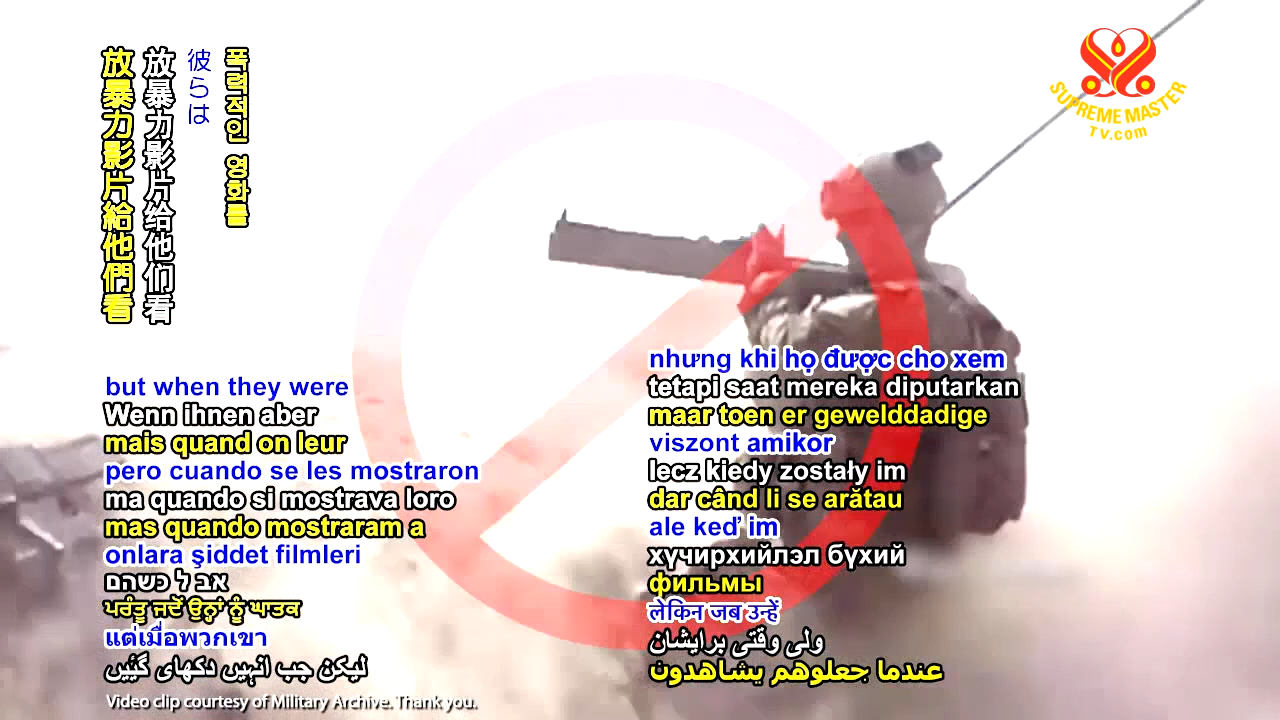 放暴力影片給他們看
放暴力影片给他们看
彼らは
폭력적인 영화를
SUPREME MASTER
TV.com
but when they were
Wenn ihnen aber
mais quand on leur
pero cuando se les mostraron
ma quando si mostrava loro
mas quando mostraram a
onlara şiddet filmleri
אב ל כשהם
ਪਰੰਤੂ ਜਦੋਂ ਉਨ੍ਹਾਂ ਨੂੰ ਘਾਤਕ
แต่เมื่อพวกเขา
لیکن جب انہیں دکھای گئیں
Video clip courtesy of Military Archive. Thank you.
nhưng khi họ được cho xem
tetapi saat mereka diputarkan
maar toen er gewelddadige
viszont amikor
lecz kiedy zostały im
dar când li se arătau
ale keď im
хүчирхийлэл бүхий
фильмы
लेकिन जब उन्हें
ولی وقتی برایشان
عندما جعلوهم يشاهدون